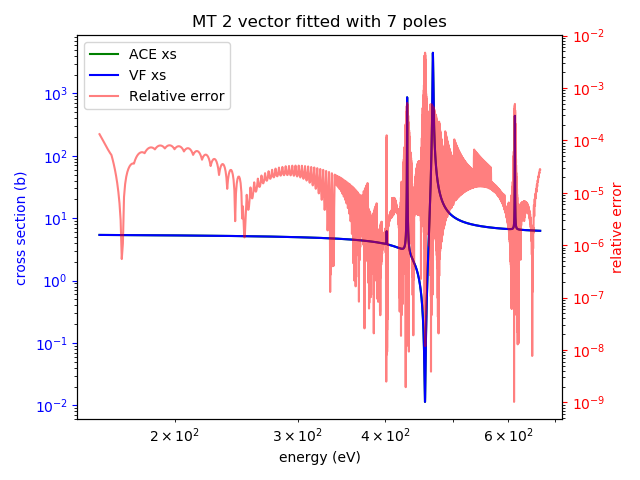 MT 2 vector fitted with 7 poles
ACE xs
VF xs
Relative error
cross section (b)
10³
10²
10¹
10⁰
10⁻¹
10⁻²
10⁻²
10⁻³
10⁻⁴
10⁻⁵
10⁻⁶
10⁻⁷
10⁻⁸
10⁻⁹
relative error
2 × 10² 3 × 10² 4 × 10² 6 × 10²
energy (eV)